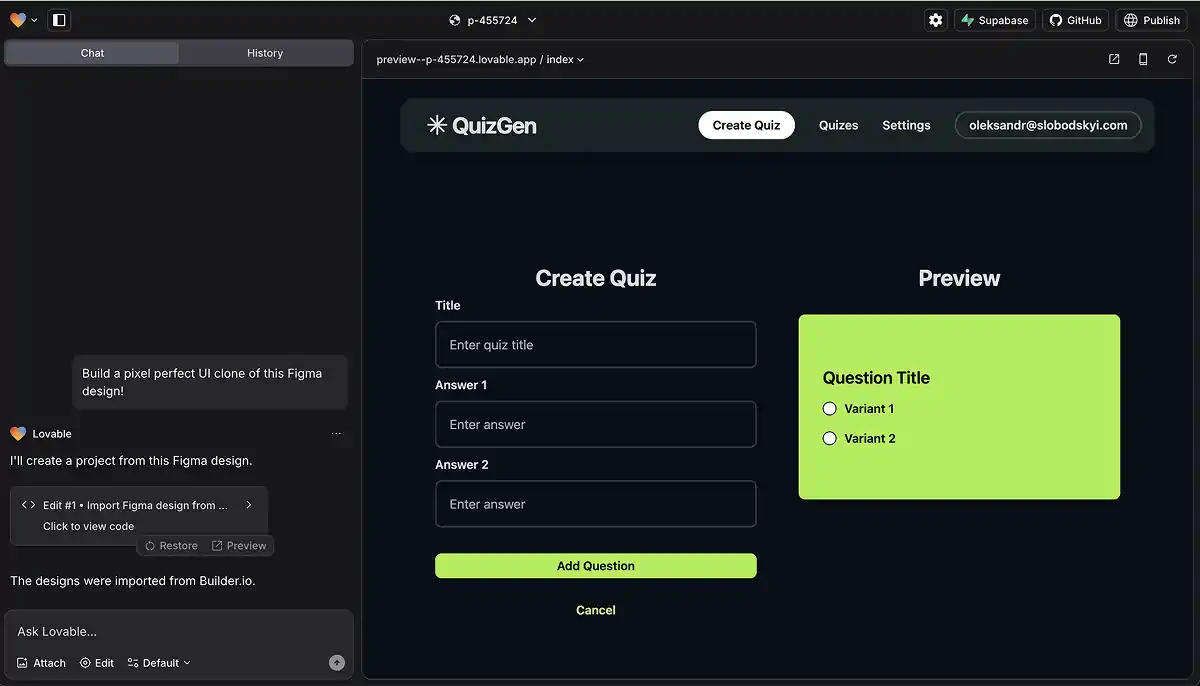 p-455724
Supabase
GitHub
Publish
Chat
History
preview--p-455724.lovable.app / index
QuizGen
Create Quiz
Quizes
Settings
oleksandr@slobodskyi.com
Build a pixel perfect UI clone of this Figma
design!
Lovable
...
I'll create a project from this Figma design.
Edit #1 • Import Figma design from ...
Click to view code
Restore
Preview
The designs were imported from Builder.io.
Ask Lovable...
Attach
Edit
Default
Create Quiz
Title
Enter quiz title
Answer 1
Enter answer
Answer 2
Enter answer
Add Question
Cancel
Preview
Question Title
Variant 1
Variant 2